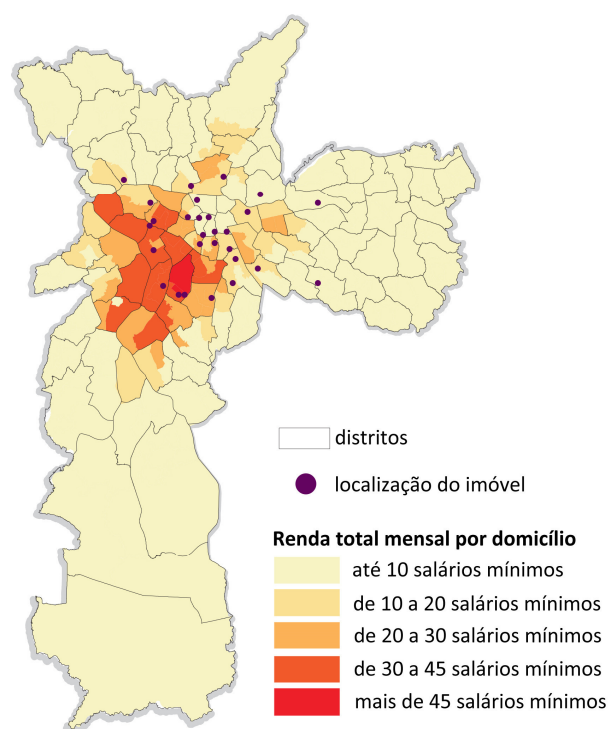 distritos
localização do imóvel
Renda total mensal por domicílio
até 10 salários mínimos
de 10 a 20 salários mínimos
de 20 a 30 salários mínimos
de 30 a 45 salários mínimos
mais de 45 salários mínimos